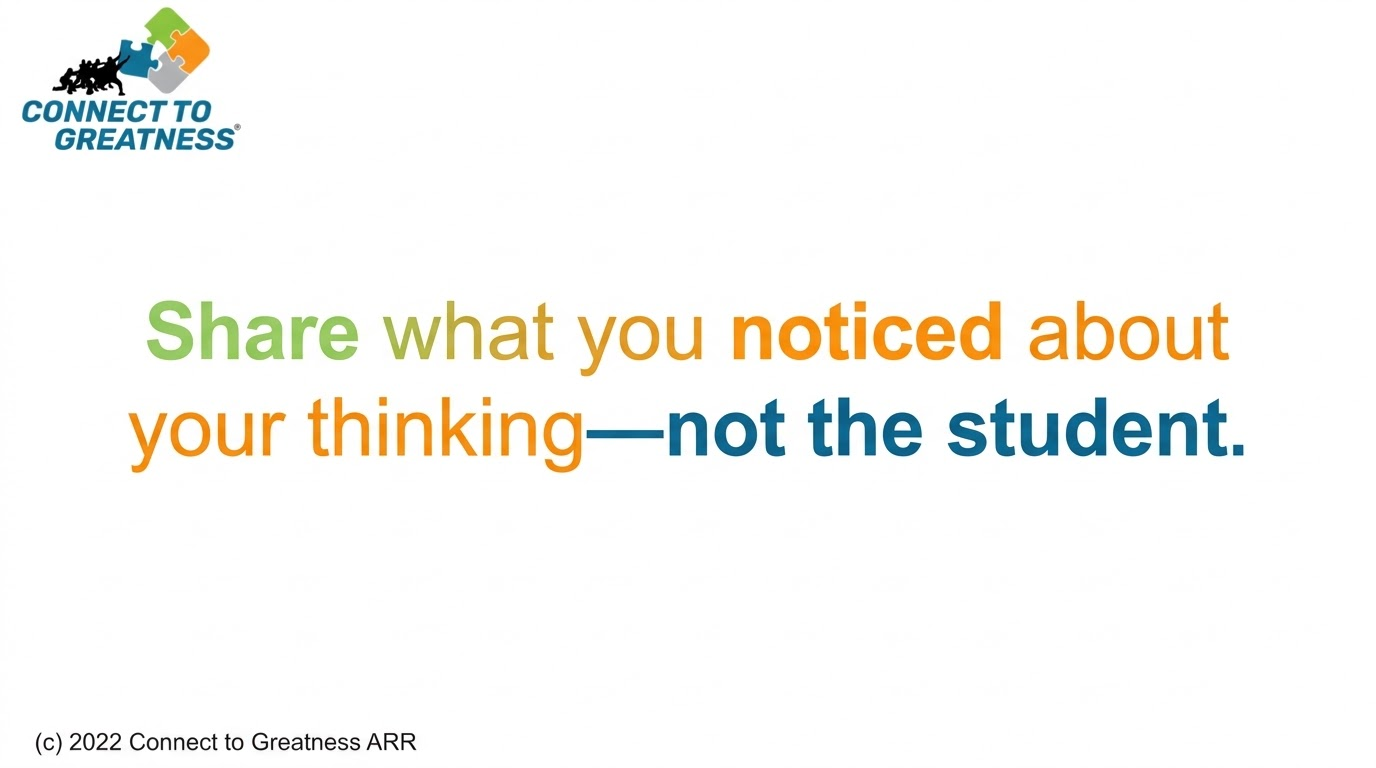 CONNECT TO
GREATNESS®
Share what you noticed about
your thinking—not the student.
(c) 2022 Connect to Greatness ARR